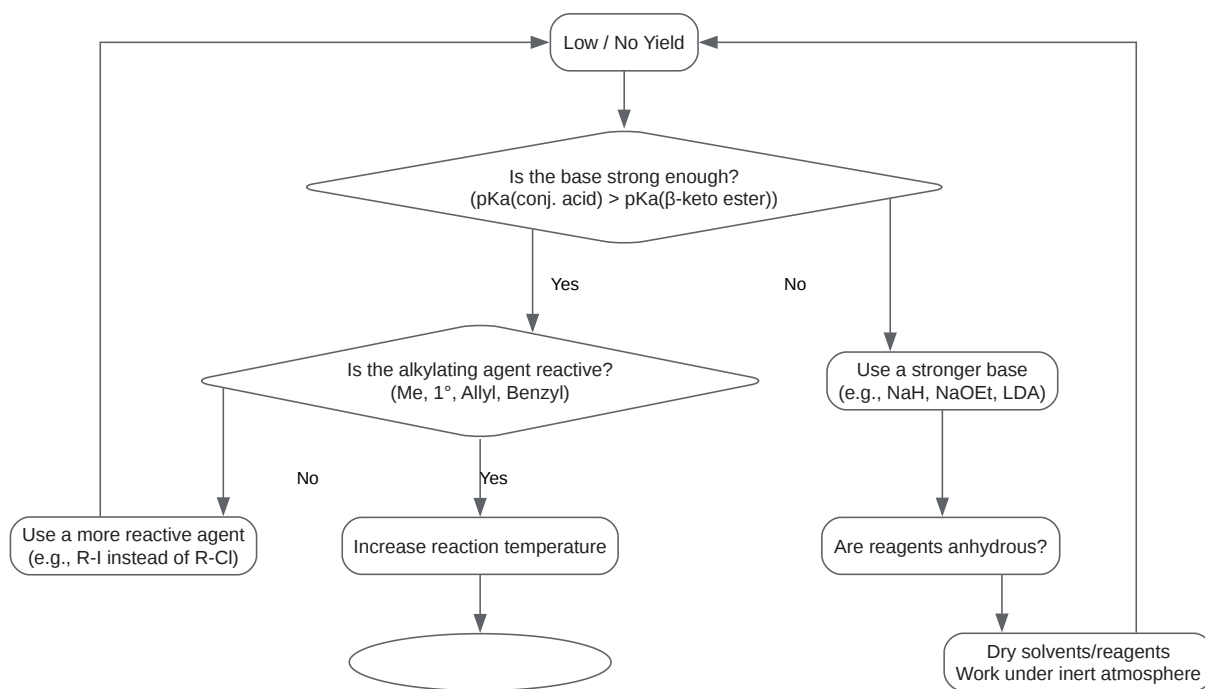 Low / No Yield
Is the base strong enough?
(pKa(conj. acid) > pKa(β-keto ester))
Yes
No
Is the alkylating agent reactive?
(Me, 1°, Allyl, Benzyl)
Use a stronger base
(e.g., NaH, NaOEt, LDA)
No
Yes
Use a more reactive agent
(e.g., R-I instead of R-Cl)
Increase reaction temperature
Are reagents anhydrous?
Dry solvents/reagents
Work under inert atmosphere